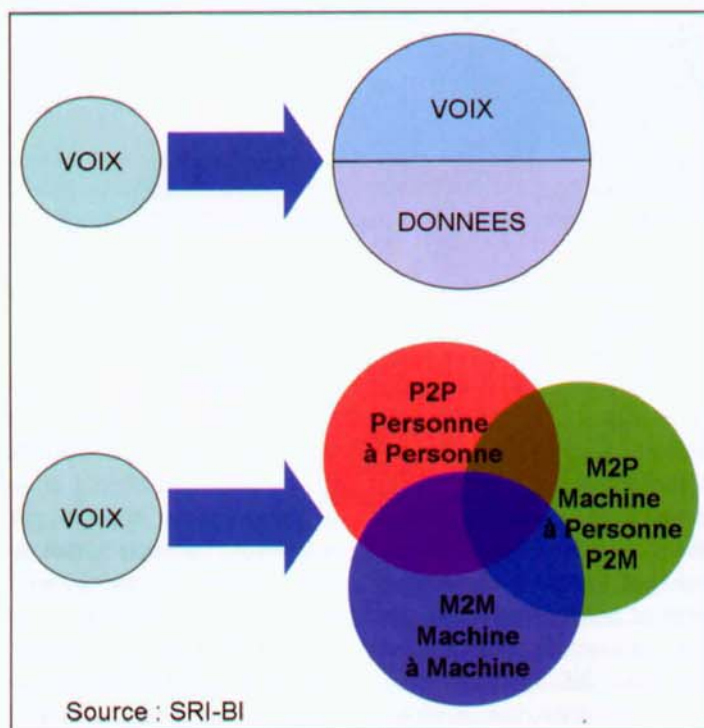 VOIX
VOIX
DONNEES
VOIX
P2P
Personne
à Personne
M2P
Machine
à Personne
P2M
M2M
Machine
à Machine
Source : SRI-BI